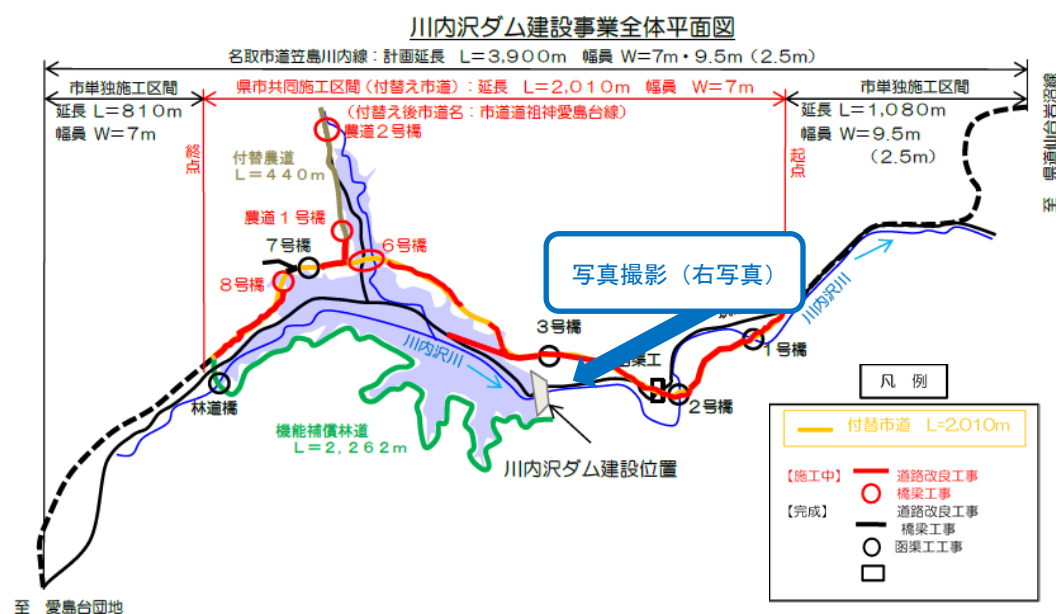 川内沢ダム建設事業全体平面図
名取市道笠島川内線：計画延長　L＝3,900m　幅員 W＝7m・9.5m（2.5m）
市単独施工区間
延長 L＝810m
幅員 W＝7m
県市共同施工区間（付替え市道）：延長　L＝2,010m　幅員　W＝7m
（付替え後市道名：市道道祖神愛島台線）
市単独施工区間
延長 L＝1,080m
幅員 W＝9.5m
（2.5m）
至　県道仙台岩沼線
終点
起点
農道２号橋
付替農道
L＝440m
農道１号橋
７号橋
６号橋
８号橋
写真撮影（右写真）
川内沢川
３号橋
川内沢川
１号橋
２号橋
林道橋
機能補償林道
L＝2,262m
川内沢ダム建設位置
至　愛島台団地
凡　例
付替市道　L=2,010m
【施工中】
道路改良工事
橋梁工事
【完成】
道路改良工事
橋梁工事
函渠工工事